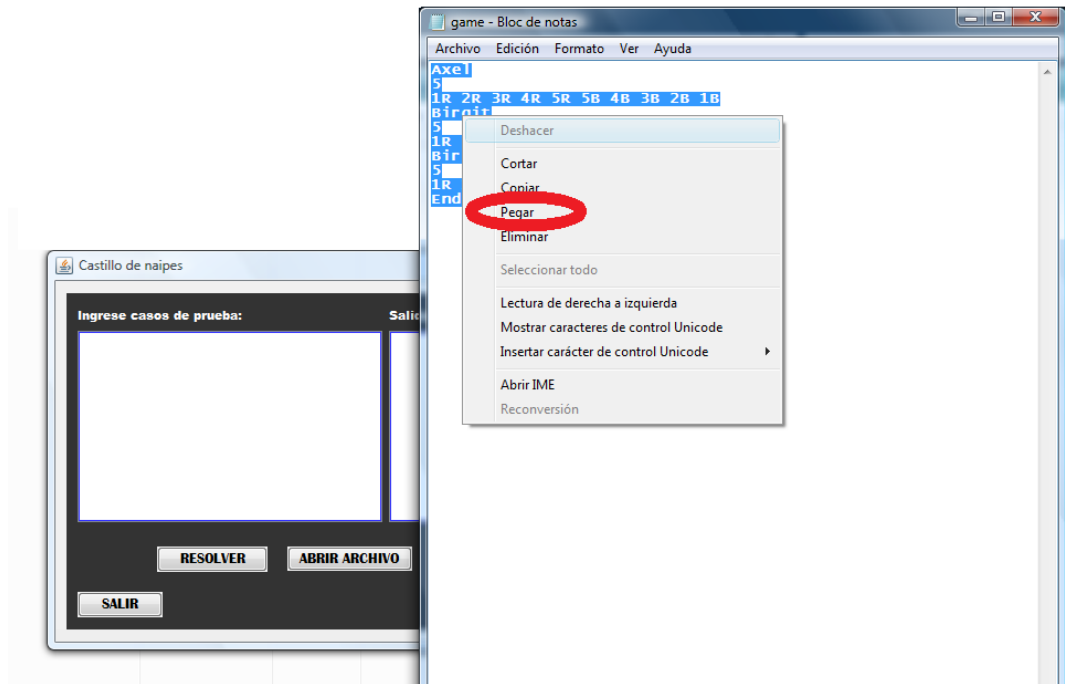 game - Bloc de notas
Archivo Edición Formato Ver Ayuda
Axel
5
1R 2R 3R 4R 5R 5B 4B 3B 2B 1B
Birgit
5
1R
Bir
5
1R
End
Deshacer
Cortar
Copiar
Pegar
Eliminar
Seleccionar todo
Lectura de derecha a izquierda
Mostrar caracteres de control Unicode
Insertar carácter de control Unicode
Abrir IME
Reconversión
Castillo de naipes
Ingrese casos de prueba:
Salid
RESOLVER
ABRIR ARCHIVO
SALIR